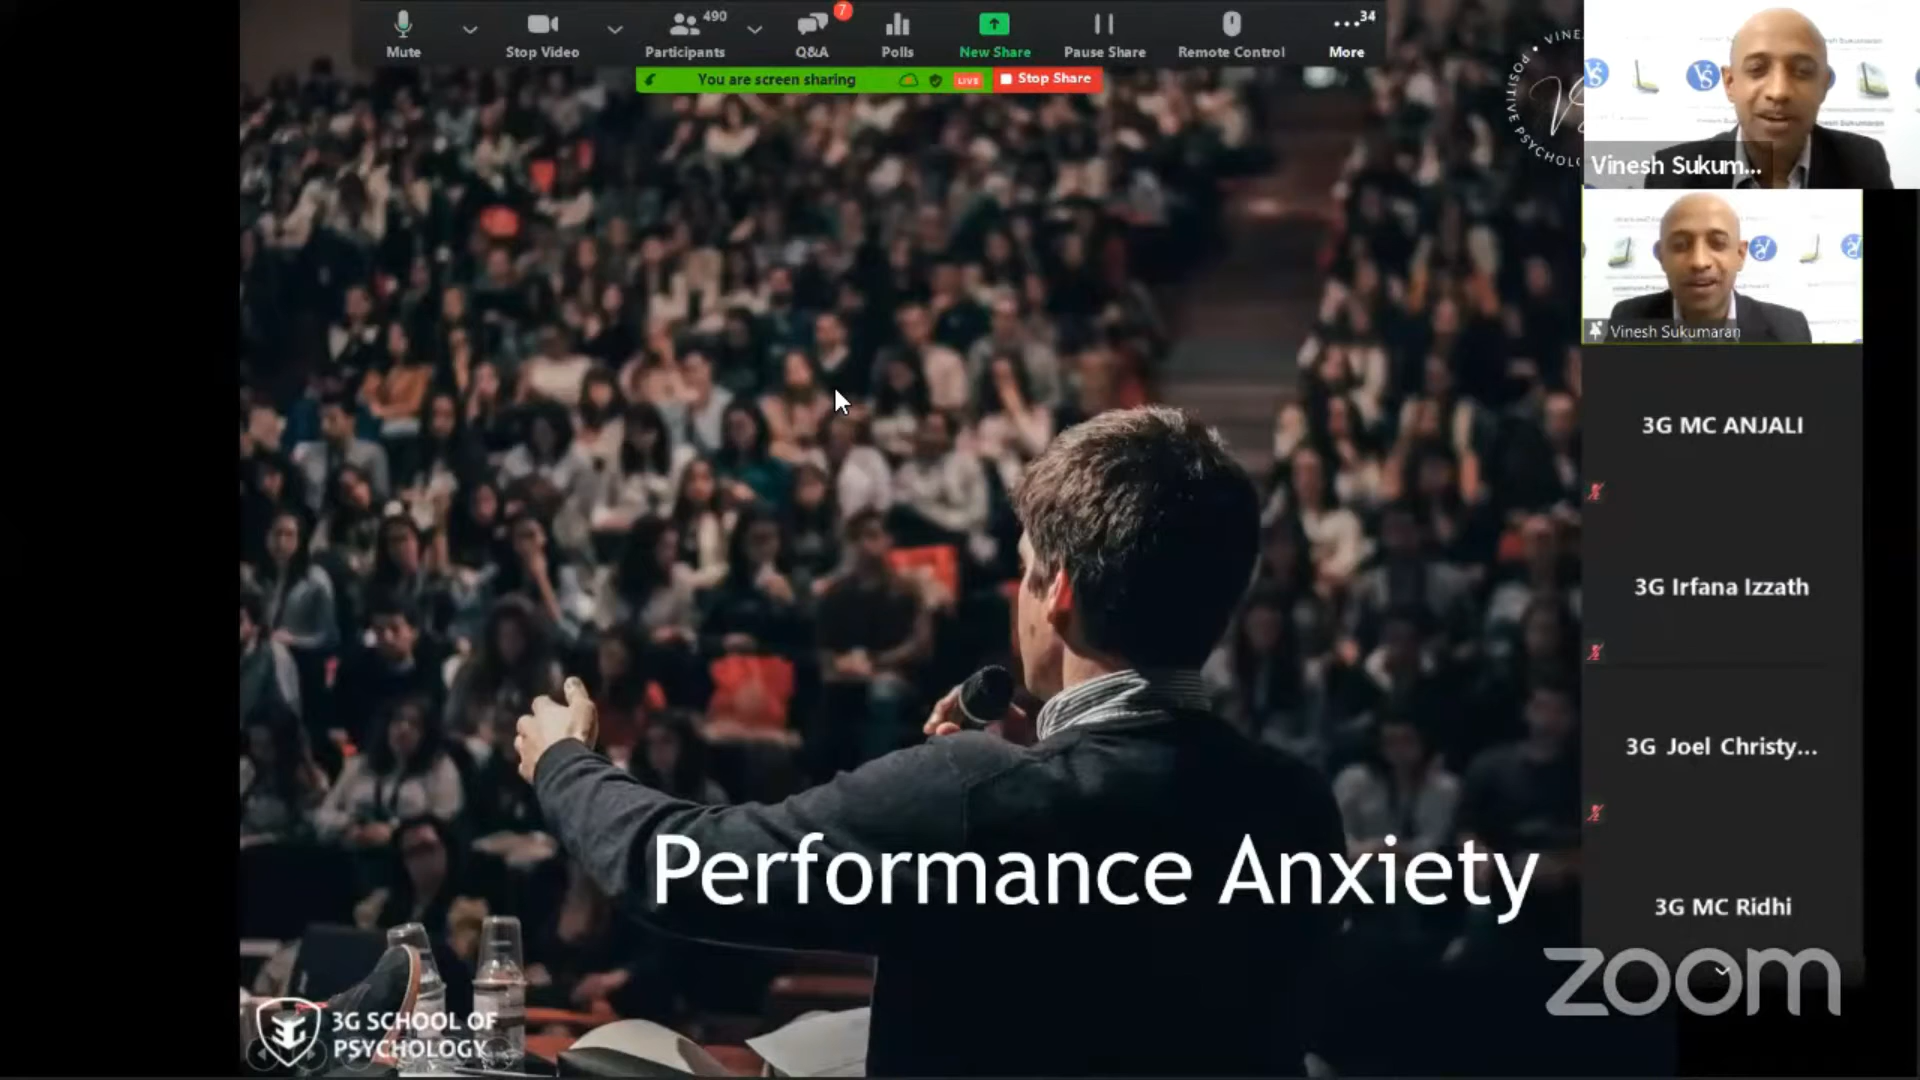 490
7
34
Mute
Stop Video
Participants
Q&A
Polls
New Share
Pause Share
Remote Control
More
You are screen sharing
LIVE
Stop Share
Vinesh Sukum...
Vinesh Sukumaran
3G MC ANJALI
3G Irfana Izzath
3G Joel Christy...
3G MC Ridhi
Performance Anxiety
zoom
3G SCHOOL OF
PSYCHOLOGY